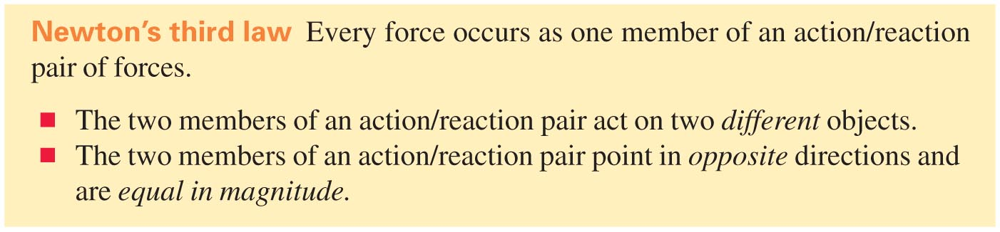 Newton's third law Every force occurs as one member of an action/reaction
pair of forces.
■ The two members of an action/reaction pair act on two different objects.
■ The two members of an action/reaction pair point in opposite directions and
are equal in magnitude.